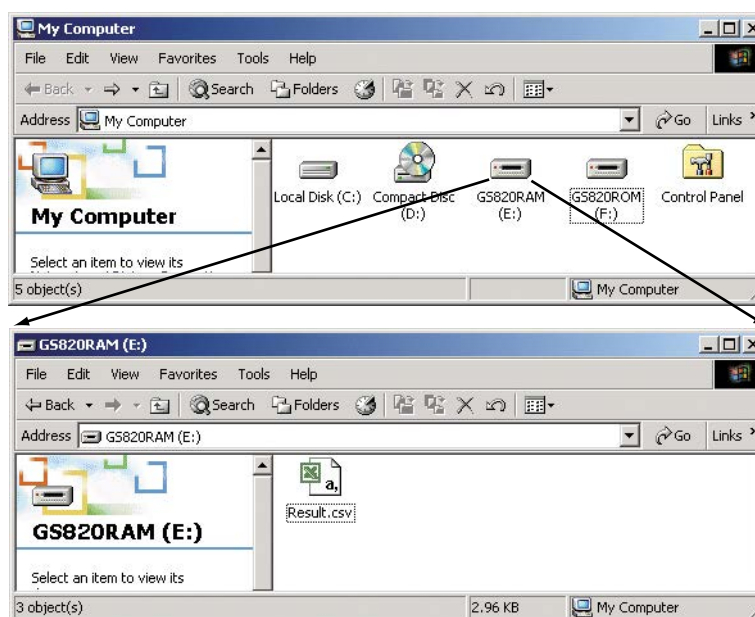 My Computer
File Edit View Favorites Tools Help
Back Search Folders
Address My Computer Go Links
Local Disk (C:) Compact Disc (D:) GS820RAM (E:) GS820ROM (F:) Control Panel
My Computer
Select an item to view its
5 object(s) My Computer
GS820RAM (E:)
File Edit View Favorites Tools Help
Back Search Folders
Address GS820RAM (E:) Go Links
Result.csv
a,
GS820RAM (E:)
Select an item to view its
3 object(s) 2.96 KB My Computer